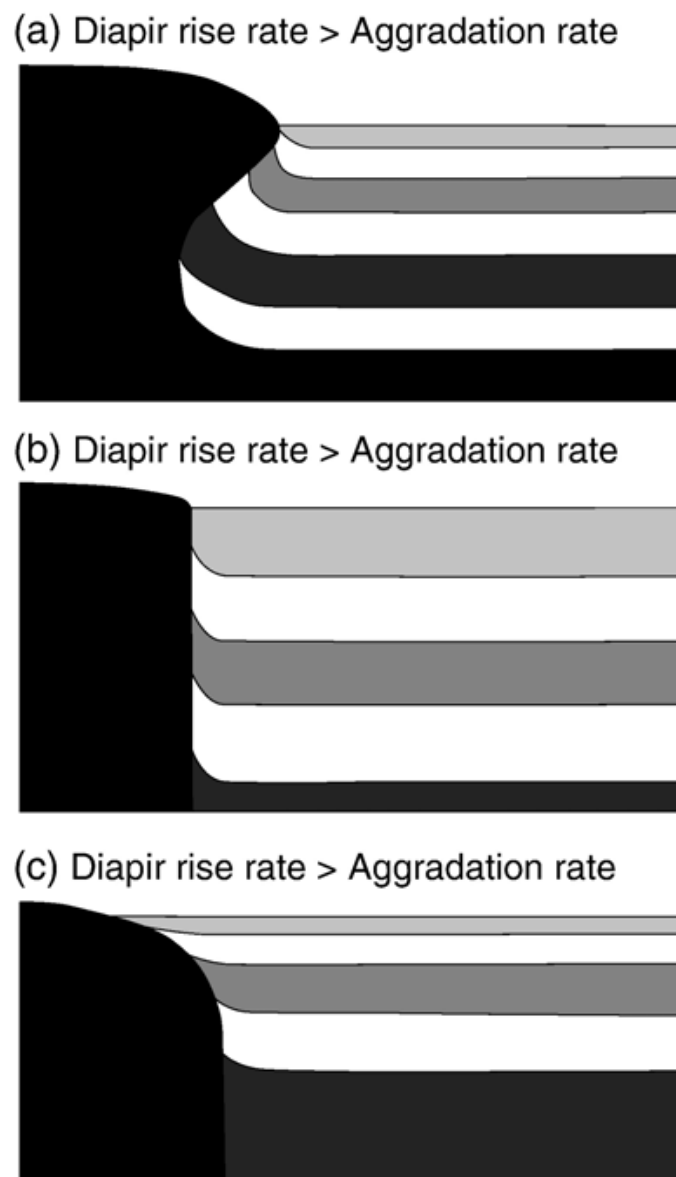 (a) Diapir rise rate > Aggradation rate
(b) Diapir rise rate > Aggradation rate
(c) Diapir rise rate > Aggradation rate